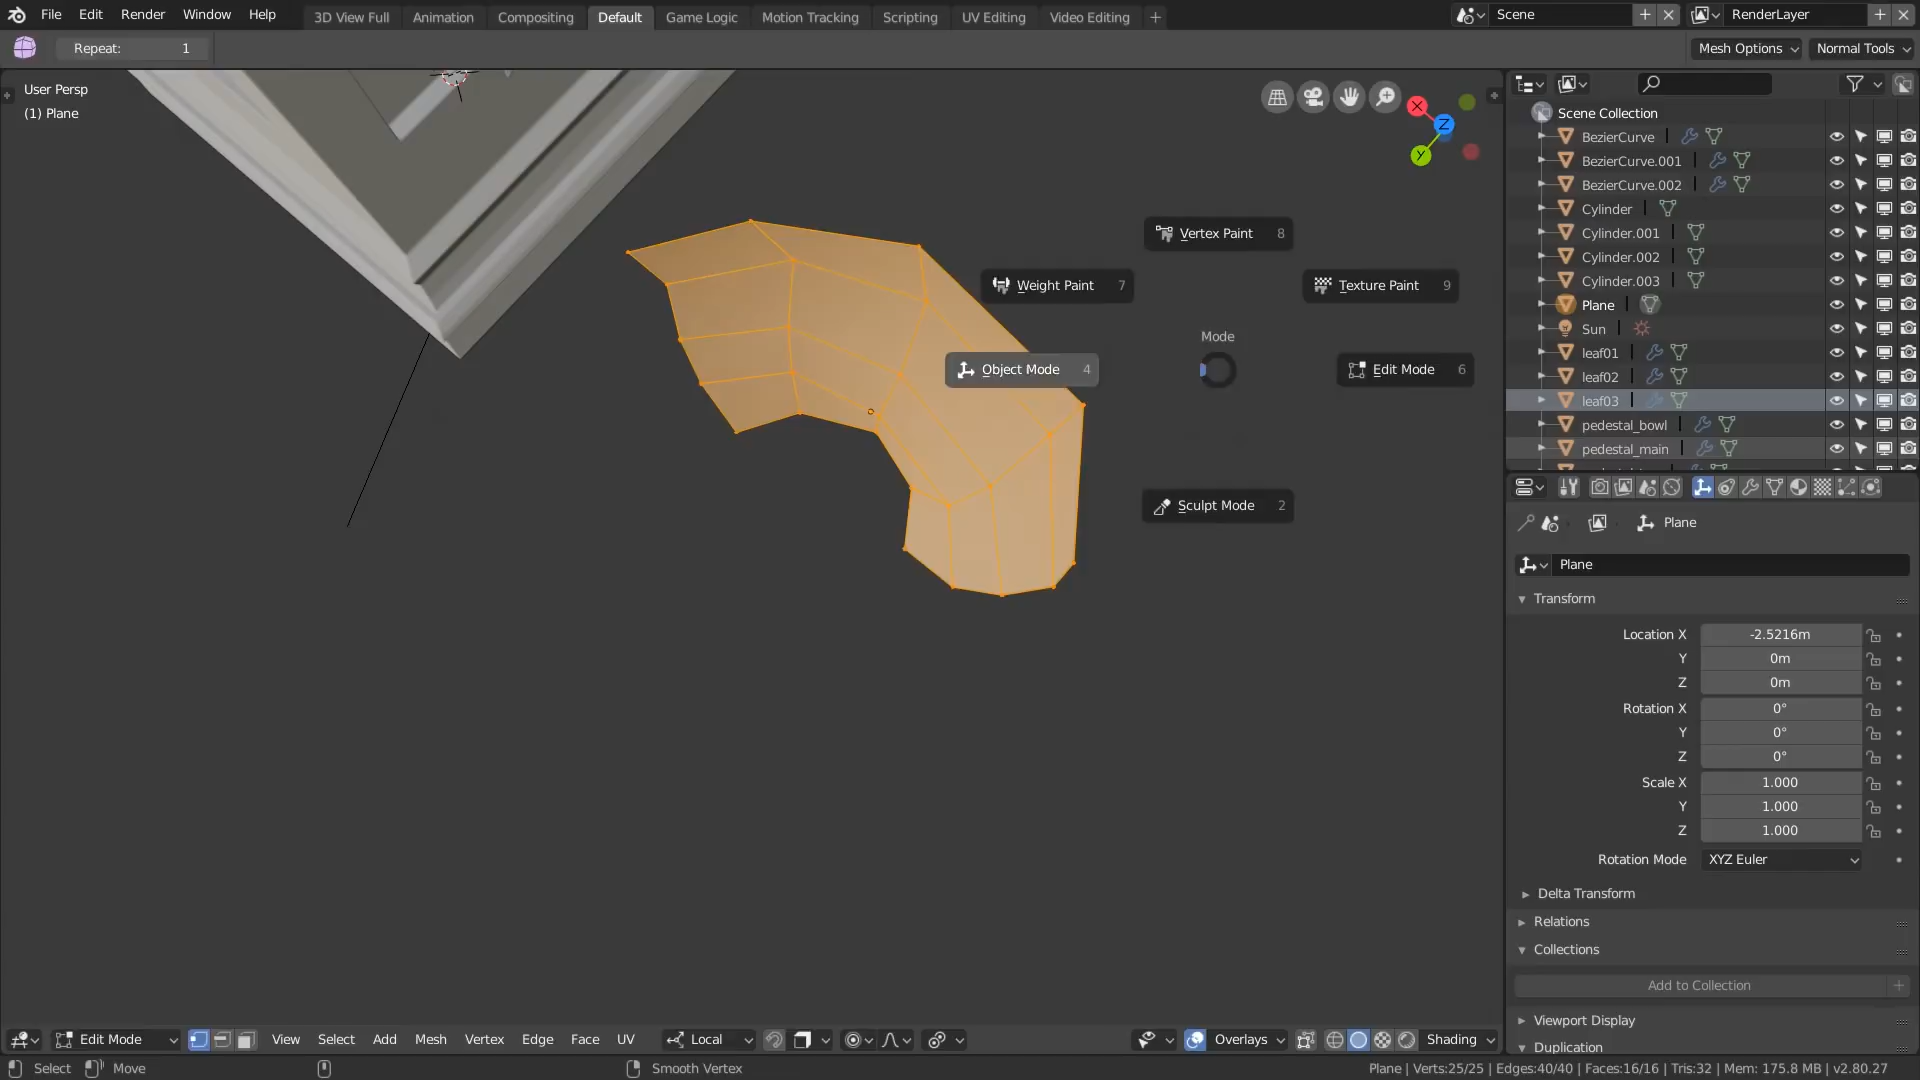 File Edit Render Window Help
3D View Full Animation Compositing Default Game Logic Motion Tracking Scripting UV Editing Video Editing
Scene
RenderLayer
Repeat: 1
Mesh Options
Normal Tools
User Persp
(1) Plane
X
Z
Y
Vertex Paint 8
Weight Paint 7
Texture Paint 9
Mode
Object Mode 4
Edit Mode 6
Sculpt Mode 2
Scene Collection
BezierCurve
BezierCurve.001
BezierCurve.002
Cylinder
Cylinder.001
Cylinder.002
Cylinder.003
Plane
Sun
leaf01
leaf02
leaf03
pedestal_bowl
pedestal_main
Plane
Plane
Transform
Location X -2.5216m
Y 0m
Z 0m
Rotation X 0°
Y 0°
Z 0°
Scale X 1.000
Y 1.000
Z 1.000
Rotation Mode XYZ Euler
Delta Transform
Relations
Collections
Add to Collection
Viewport Display
Duplication
Edit Mode View Select Add Mesh Vertex Edge Face UV Local Overlays Shading
Select Move Smooth Vertex
Plane | Verts:25/25 | Edges:40/40 | Faces:16/16 | Tris:32 | Mem: 175.8 MB | v2.80.27